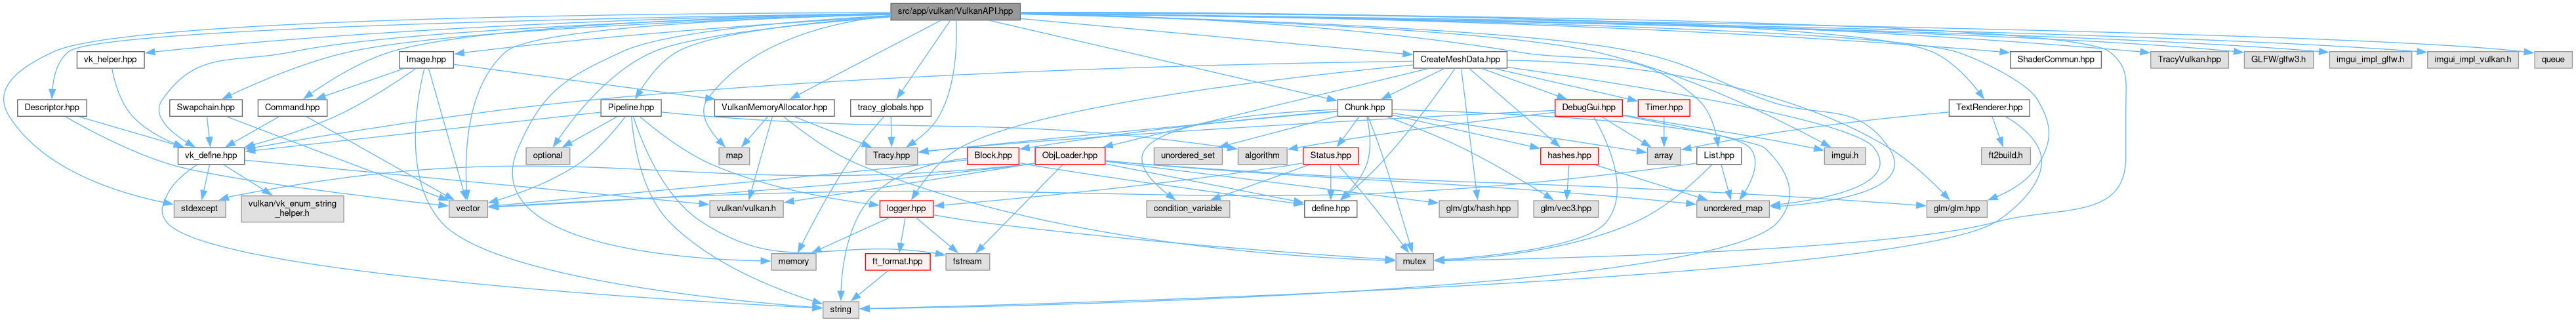 src/app/vulkan/VulkanAPI.hpp
vk_helper.hpp
Image.hpp
CreateMeshData.hpp
ShaderCommun.hpp
TracyVulkan.hpp
GLFW/glfw3.h
imgui_impl_glfw.h
imgui_impl_vulkan.h
queue
Descriptor.hpp
Swapchain.hpp
Command.hpp
Pipeline.hpp
VulkanMemoryAllocator.hpp
tracy_globals.hpp
Chunk.hpp
DebugGui.hpp
Timer.hpp
TextRenderer.hpp
vk_define.hpp
optional
map
Tracy.hpp
Block.hpp
ObjLoader.hpp
unordered_set
algorithm
Status.hpp
hashes.hpp
array
List.hpp
imgui.h
ft2build.h
stdexcept
vulkan/vk_enum_string
_helper.h
vector
vulkan/vulkan.h
logger.hpp
condition_variable
define.hpp
glm/gtx/hash.hpp
glm/vec3.hpp
unordered_map
glm/glm.hpp
memory
ft_format.hpp
fstream
mutex
string